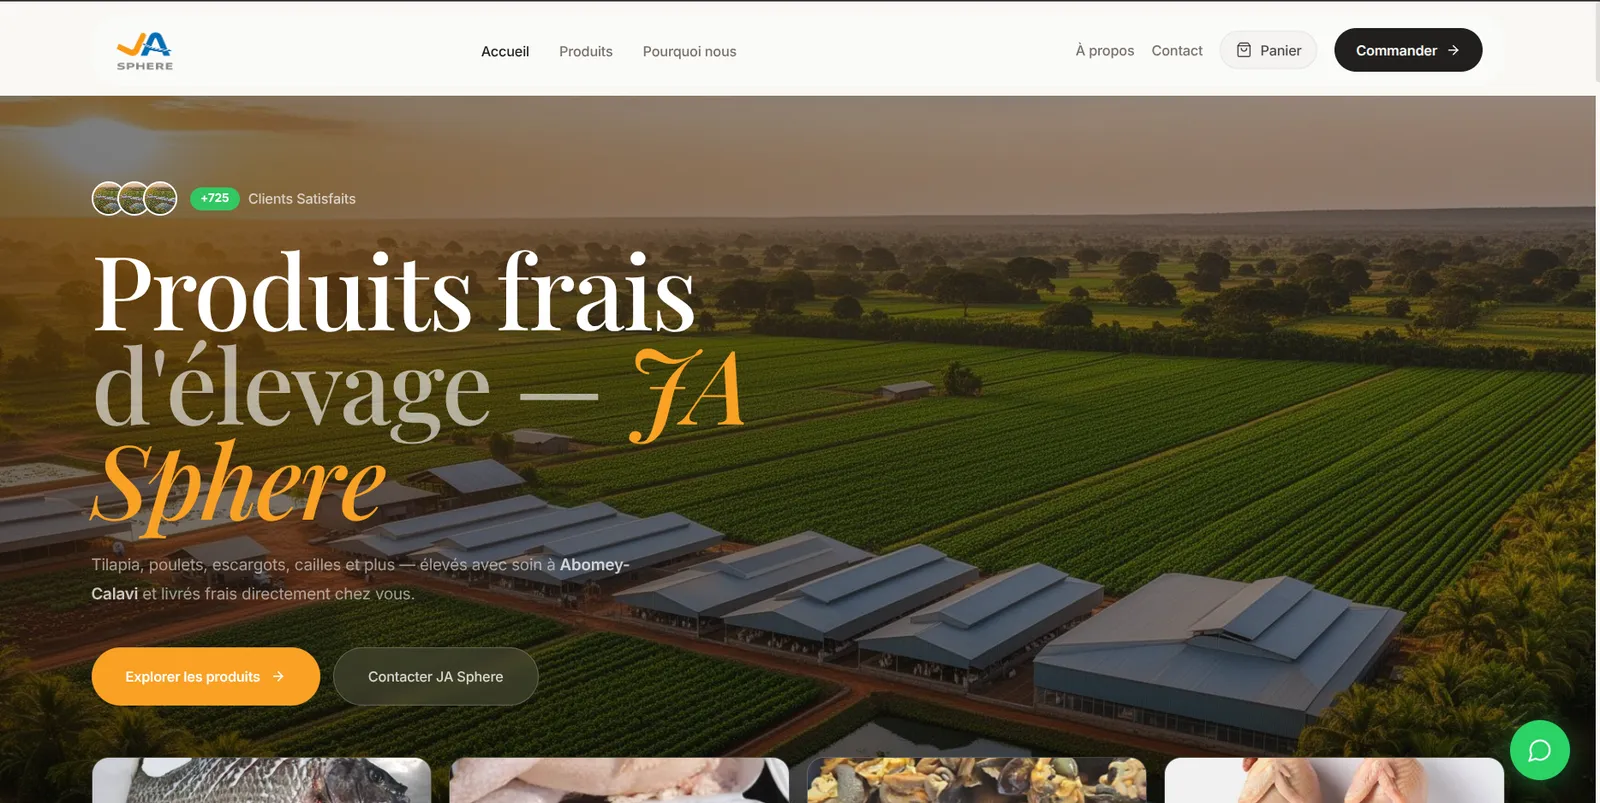 JA
SPHERE
Accueil
Produits
Pourquoi nous
À propos
Contact
Panier
Commander →
+725
Clients Satisfaits
Produits frais
d'élevage — JA
Sphere
Tilapia, poulets, escargots, cailles et plus — élevés avec soin à Abomey-
Calavi et livrés frais directement chez vous.
Explorer les produits →
Contacter JA Sphere